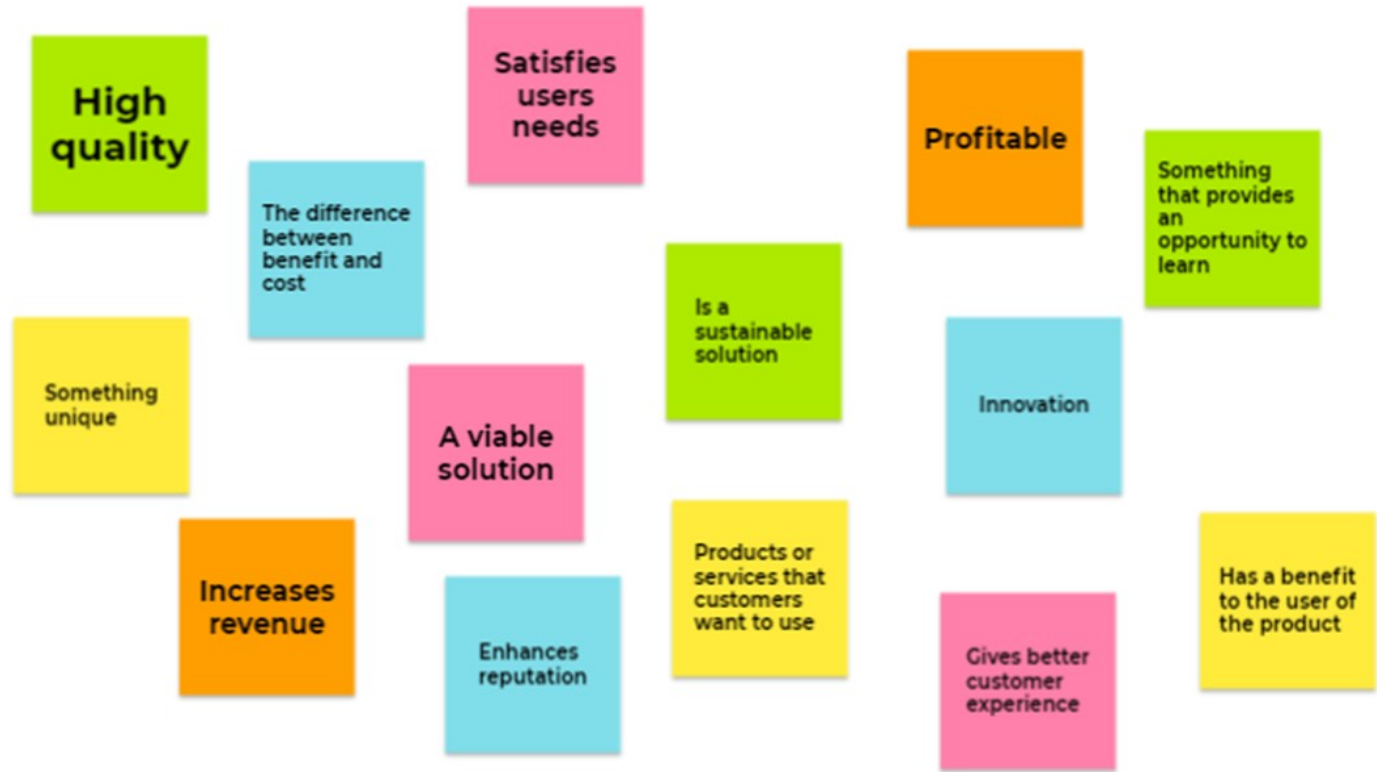 High
quality
Satisfies
users
needs
Profitable
Something
that provides
an
opportunity to
learn
The difference
between
benefit and
cost
Is a
sustainable
solution
Something
unique
Innovation
A viable
solution
Increases
revenue
Products or
services that
customers
want to use
Has a benefit
to the user of
the product
Enhances
reputation
Gives better
customer
experience